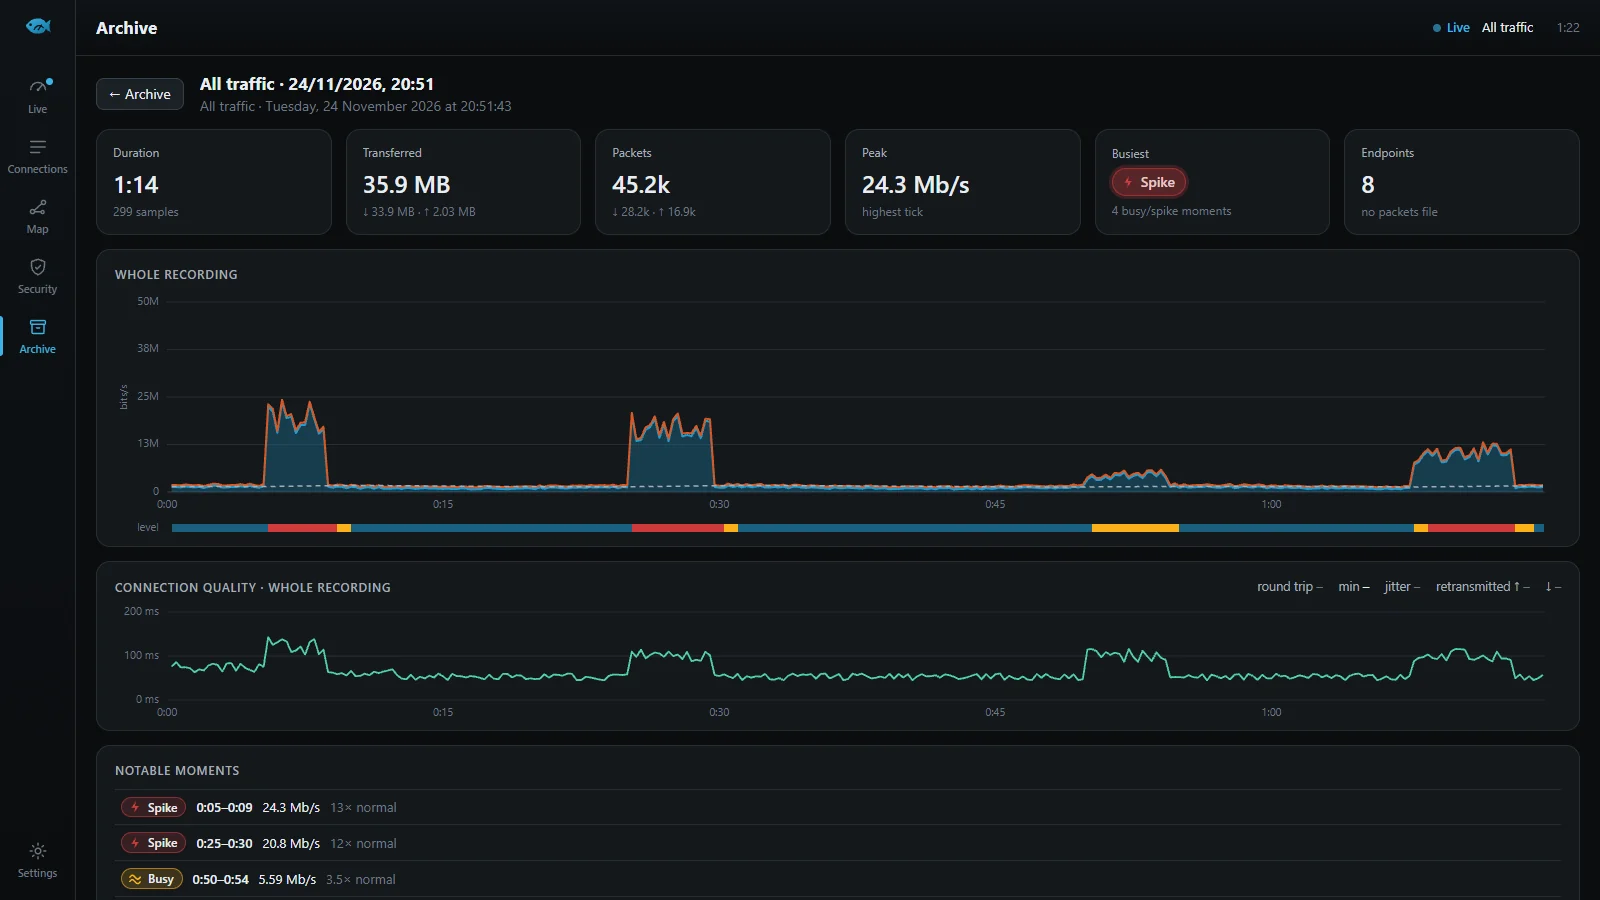 Archive
Live All traffic 1:22
Live
Connections
Map
Security
Archive
Settings
← Archive
All traffic · 24/11/2026, 20:51
All traffic · Tuesday, 24 November 2026 at 20:51:43
Duration
1:14
299 samples
Transferred
35.9 MB
↓ 33.9 MB · ↑ 2.03 MB
Packets
45.2k
↓ 28.2k · ↑ 16.9k
Peak
24.3 Mb/s
highest tick
Busiest
Spike
4 busy/spike moments
Endpoints
8
no packets file
WHOLE RECORDING
50M
38M
25M
13M
0
bits/s
0:00 0:15 0:30 0:45 1:00
level
CONNECTION QUALITY · WHOLE RECORDING
round trip – min – jitter – retransmitted ↑ – ↓ –
200 ms
100 ms
0 ms
0:00 0:15 0:30 0:45 1:00
NOTABLE MOMENTS
Spike 0:05–0:09 24.3 Mb/s 13× normal
Spike 0:25–0:30 20.8 Mb/s 12× normal
Busy 0:50–0:54 5.59 Mb/s 3.5× normal